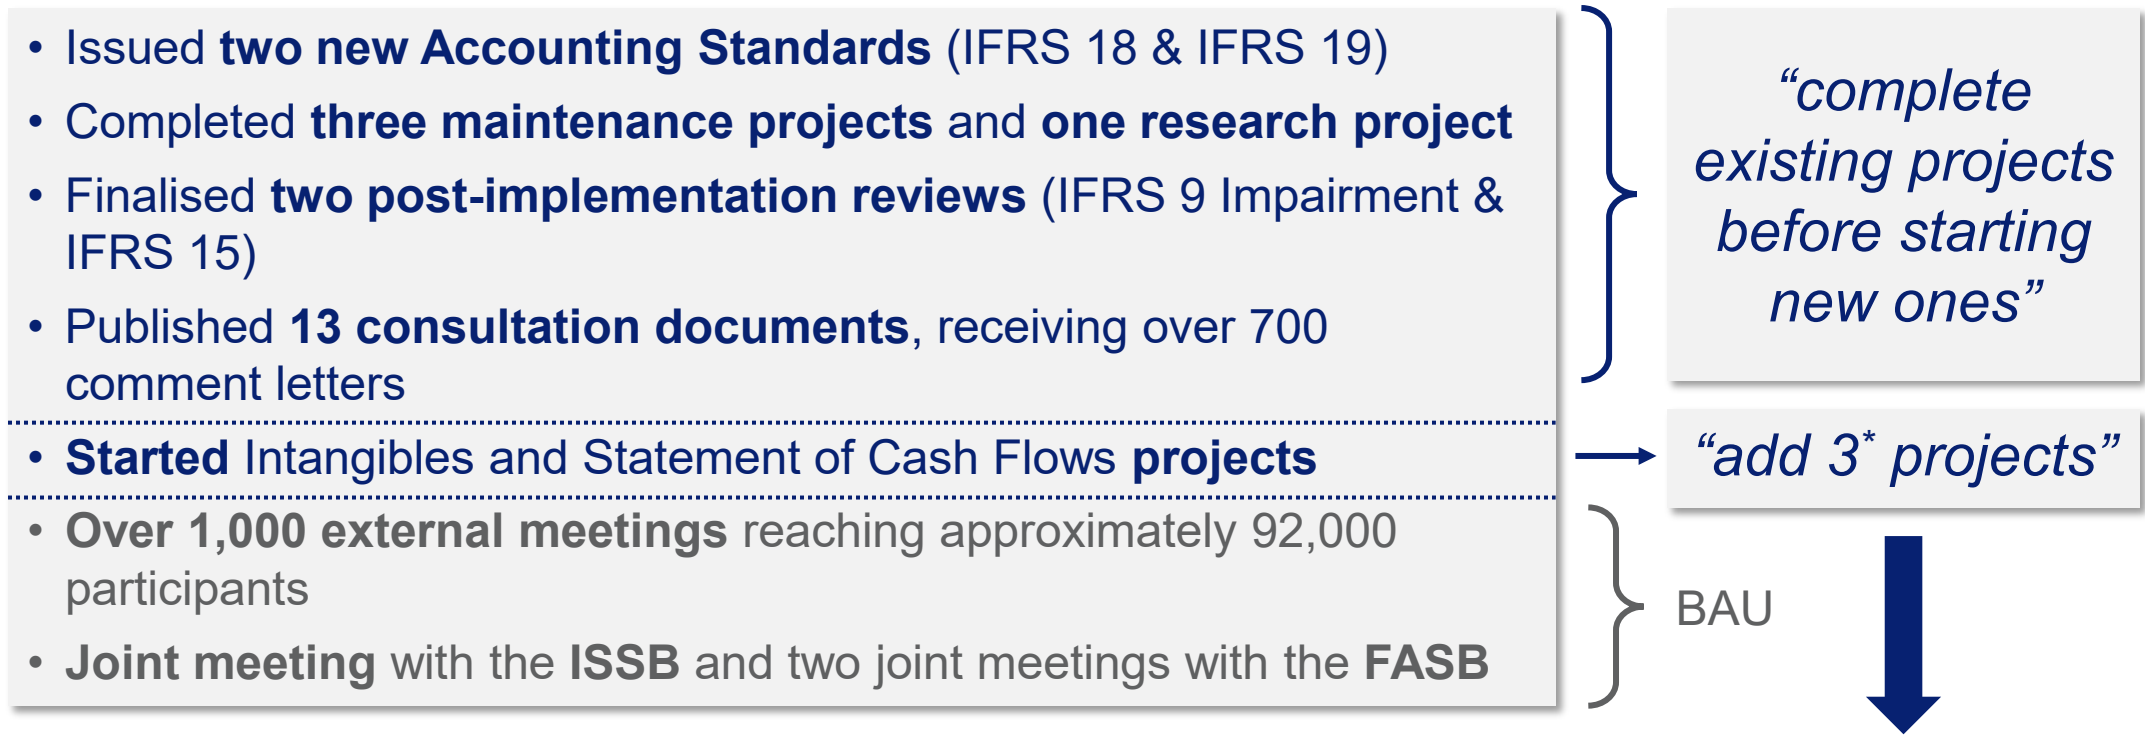 • Issued two new Accounting Standards (IFRS 18 & IFRS 19)
• Completed three maintenance projects and one research project
• Finalised two post-implementation reviews (IFRS 9 Impairment &
IFRS 15)
• Published 13 consultation documents, receiving over 700
comment letters
• Started Intangibles and Statement of Cash Flows projects
• Over 1,000 external meetings reaching approximately 92,000
participants
• Joint meeting with the ISSB and two joint meetings with the FASB
“complete
existing projects
before starting
new ones”
“add 3* projects”
BAU